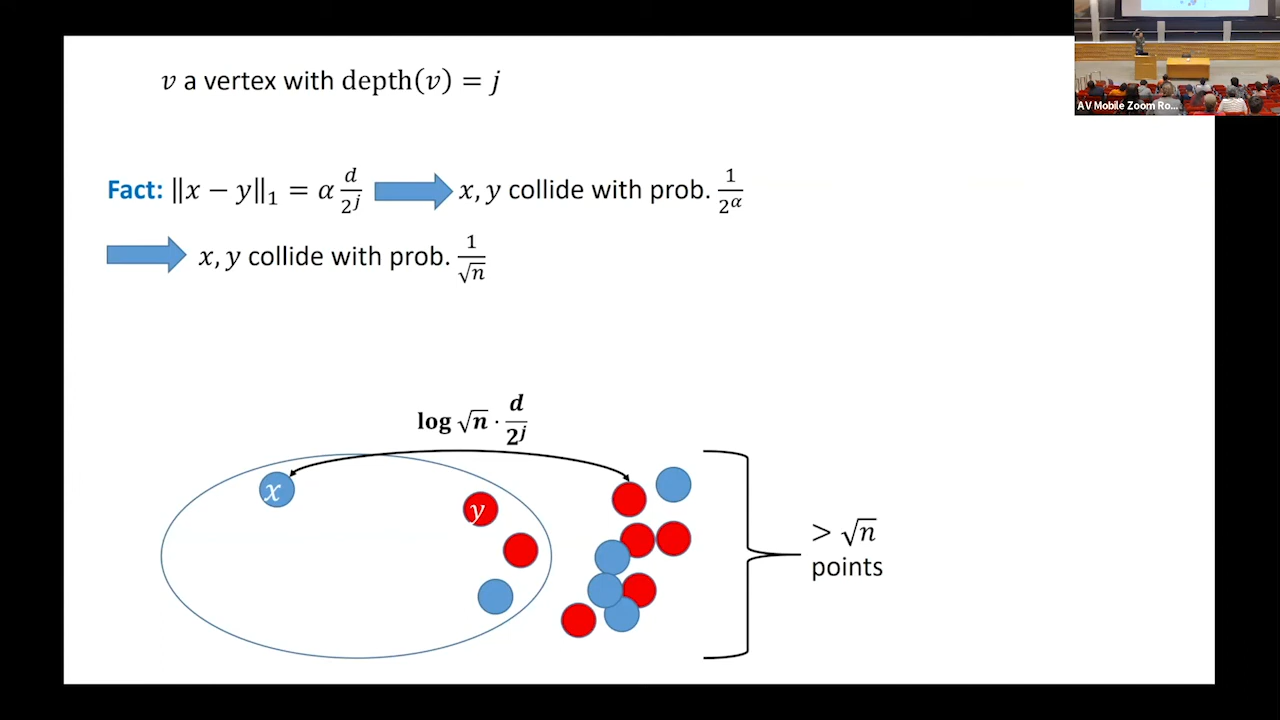 v a vertex with depth(v) = j
AV Mobile Zoom Ro...
Fact: ‖x − y‖₁ = α d/2ʲ x, y collide with prob. 1/2^α
x, y collide with prob. 1/√n
log √n · d/2ʲ
x
y
> √n
points